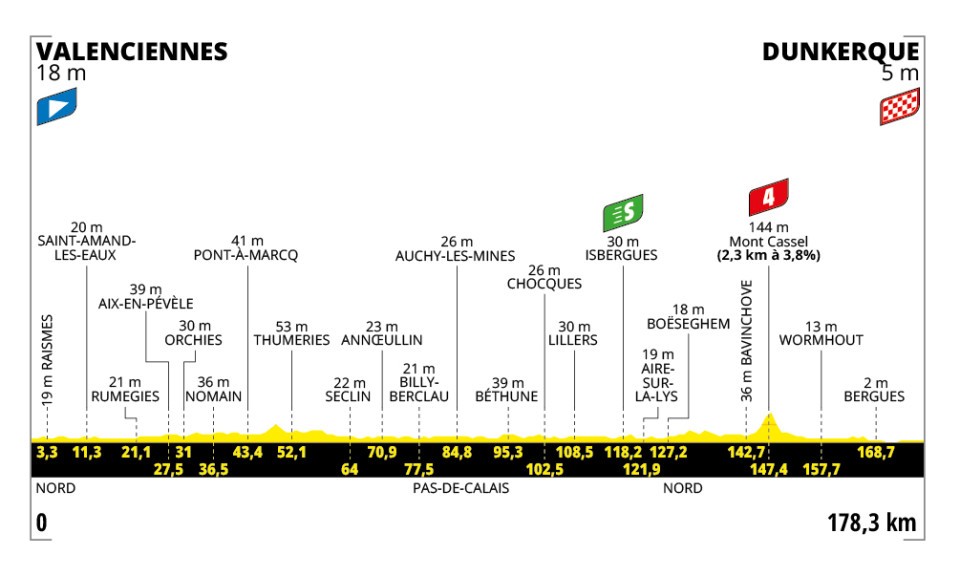 VALENCIENNES
18 m
DUNKERQUE
5 m
S
4
20 m
SAINT-AMAND-
LES-EAUX
41 m
PONT-À-MARCQ
26 m
AUCHY-LES-MINES
30 m
ISBERGUES
144 m
Mont Cassel
(2,3 km à 3,8%)
26 m
CHOCQUES
39 m
AIX-EN-PÉVÈLE
19 m RAISMES
30 m
ORCHIES
53 m
THUMERIES
23 m
ANNŒULLIN
30 m
LILLERS
18 m
BOËSEGHEM
36 m BAVINCHOVE
13 m
WORMHOUT
21 m
RUMEGIES
36 m
NOMAIN
22 m
SECLIN
21 m
BILLY-
BERCLAU
39 m
BÉTHUNE
19 m
AIRE-
SUR-
LA-LYS
2 m
BERGUES
3,3 11,3 21,1 31 43,4 52,1 70,9 84,8 95,3 108,5 118,2 127,2 142,7 168,7
27,5 36,5 64 77,5 102,5 121,9 147,4 157,7
NORD PAS-DE-CALAIS NORD
0 178,3 km